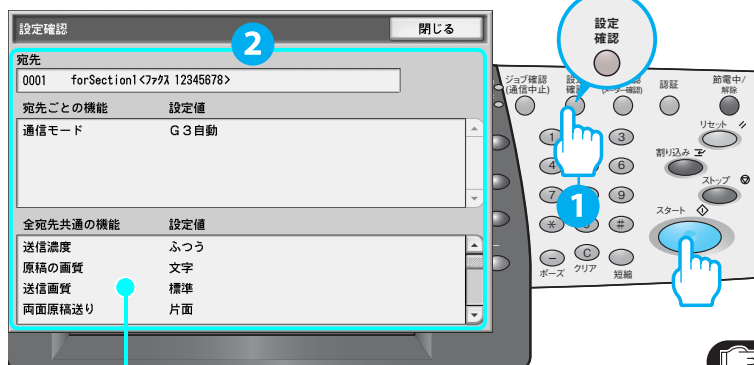 設定確認 閉じる
2
宛先
0001 forSection1<ファクス 12345678>
宛先ごとの機能 設定値
通信モード G3自動
全宛先共通の機能 設定値
送信濃度 ふつう
原稿の画質 文字
送信画質 標準
両面原稿送り 片面
設定
確認
ジョブ確認
(通信中止)
認証
節電中/
解除
リセット
1 3
割り込み
4 6
ストップ
7 9
1
スタート
* #
- C
ポーズ クリア 短縮